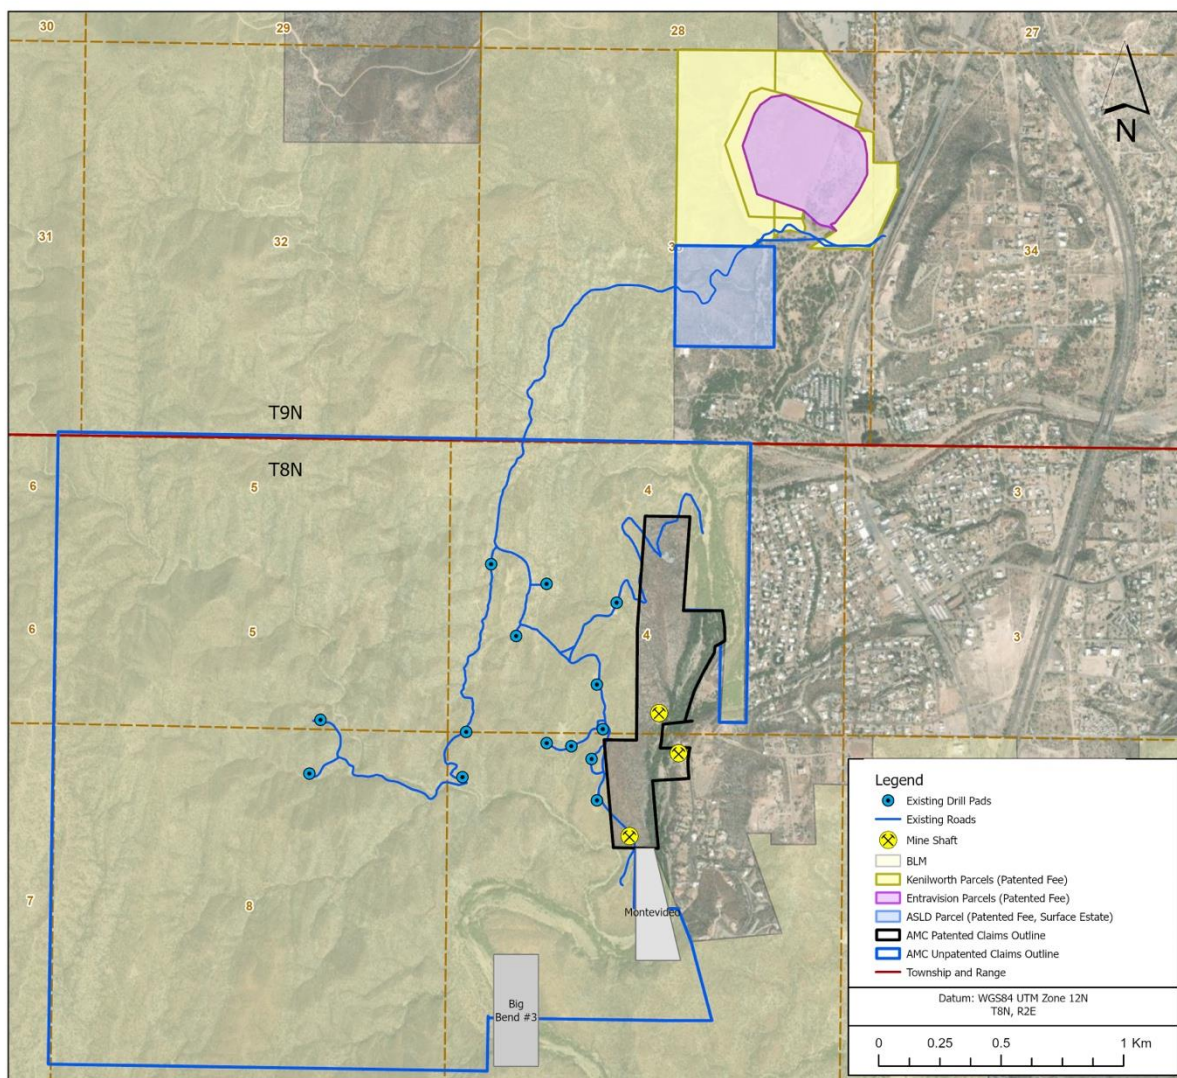 30
29
28
27
N
31
32
34
T9N
T8N
6
5
4
3
6
5
4
3
7
8
Montevideo
Big
Bend #3
Legend
Existing Drill Pads
Existing Roads
Mine Shaft
BLM
Kenilworth Parcels (Patented Fee)
Entravision Parcels (Patented Fee)
ASLD Parcel (Patented Fee, Surface Estate)
AMC Patented Claims Outline
AMC Unpatented Claims Outline
Township and Range
Datum: WGS84 UTM Zone 12N
T8N, R2E
0 0.25 0.5 1 Km